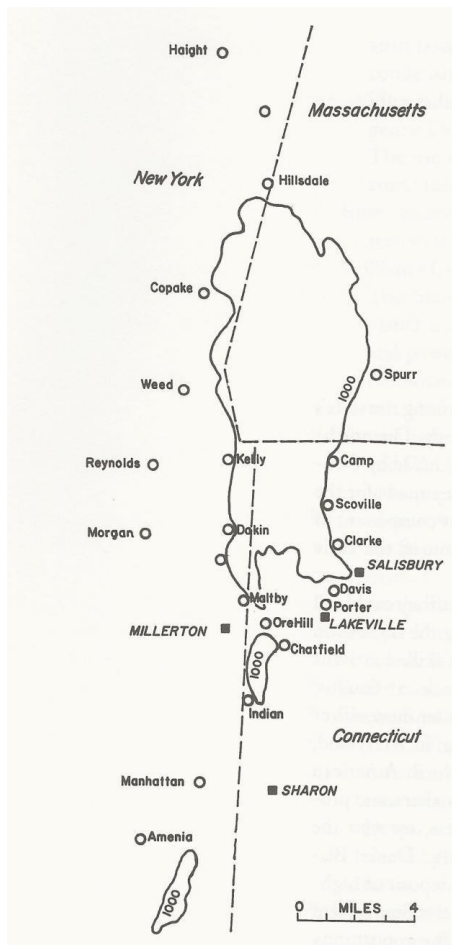 Haight
Massachusetts
New York
Hillsdale
Copake
Spurr
1000
Weed
Reynolds
Kelly
Camp
Scoville
Morgan
Dakin
Clarke
SALISBURY
Davis
Maltby
Porter
LAKEVILLE
MILLERTON
OreHill
Chatfield
1000
Indian
Connecticut
Manhattan
SHARON
Amenia
1000
0 MILES 4